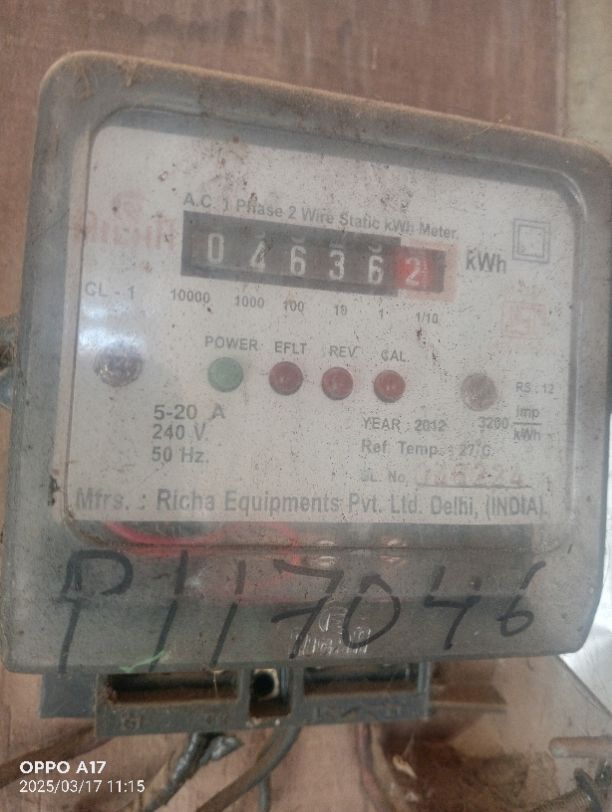 A.C. 1 Phase 2 Wire Static kWh Meter
0 4 6 3 6 2 kWh
CL - 1 10000 1000 100 10 1 1/10
POWER EFLT REV CAL.
RS : 12
5-20 A YEAR : 2012 3200 imp/kWh
240 V. Ref. Temp. : 27°C.
50 Hz. SL. No.
Mfrs. : Richa Equipments Pvt. Ltd. Delhi, (INDIA).
P117046
OPPO A17
2025/03/17 11:15